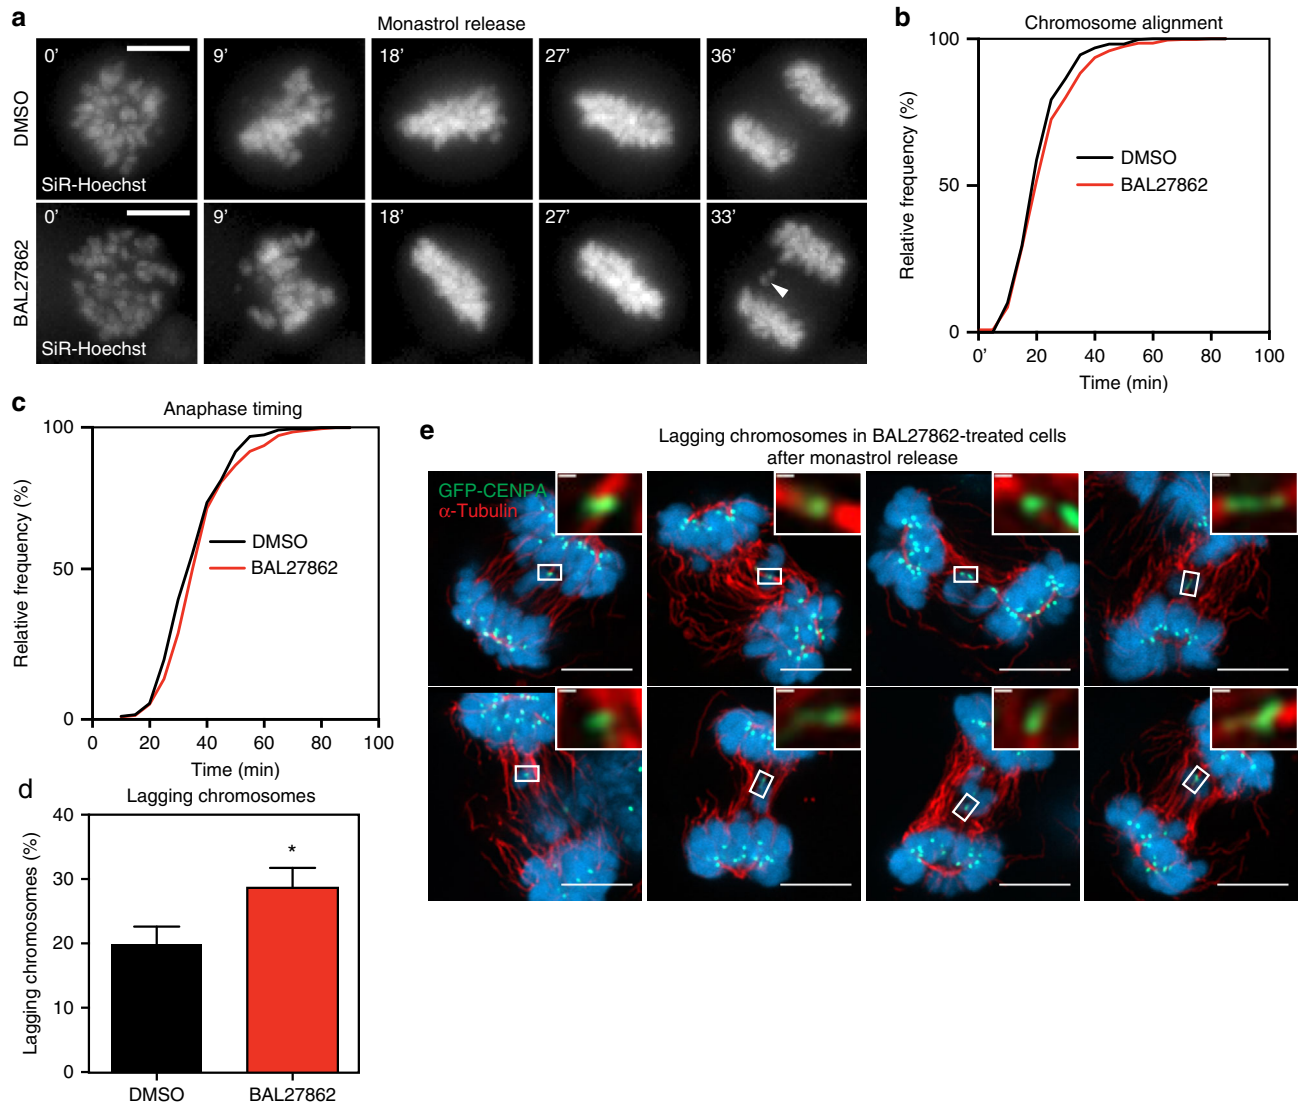 a
Monastrol release
DMSO
0’
9’
18’
27’
36’
SiR-Hoechst
BAL27862
0’
9’
18’
27’
33’
SiR-Hoechst
b
Chromosome alignment
Relative frequency (%)
100
50
0
DMSO
BAL27862
0’ 20 40 60 80 100
Time (min)
c
Anaphase timing
Relative frequency (%)
100
50
0
DMSO
BAL27862
0 20 40 60 80 100
Time (min)
d
Lagging chromosomes
Lagging chromosomes (%)
40
30
20
10
0
*
DMSO BAL27862
e
Lagging chromosomes in BAL27862-treated cells
after monastrol release
GFP-CENPA
α-Tubulin